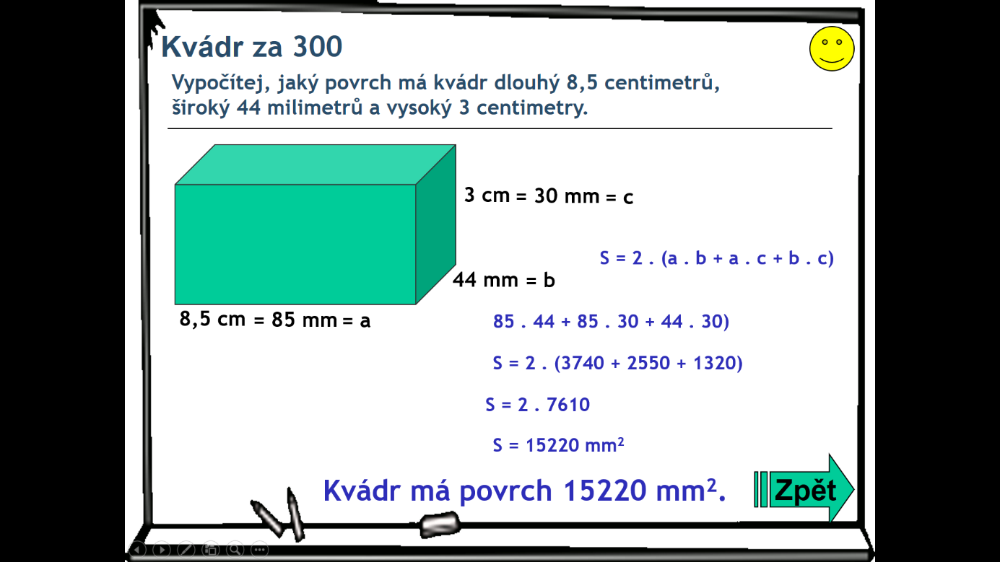 Kvádr za 300
Vypočítej, jaký povrch má kvádr dlouhý 8,5 centimetrů,
široký 44 milimetrů a vysoký 3 centimetry.
3 cm = 30 mm = c
S = 2 . (a . b + a . c + b . c)
44 mm = b
8,5 cm = 85 mm = a
85 . 44 + 85 . 30 + 44 . 30)
S = 2 . (3740 + 2550 + 1320)
S = 2 . 7610
S = 15220 mm²
Kvádr má povrch 15220 mm².
Zpět